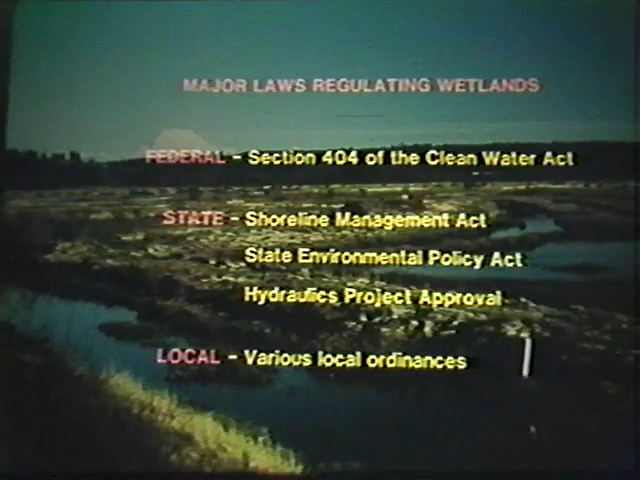 MAJOR LAWS REGULATING WETLANDS
FEDERAL - Section 404 of the Clean Water Act
STATE - Shoreline Management Act
State Environmental Policy Act
Hydraulics Project Approval
LOCAL - Various local ordinances